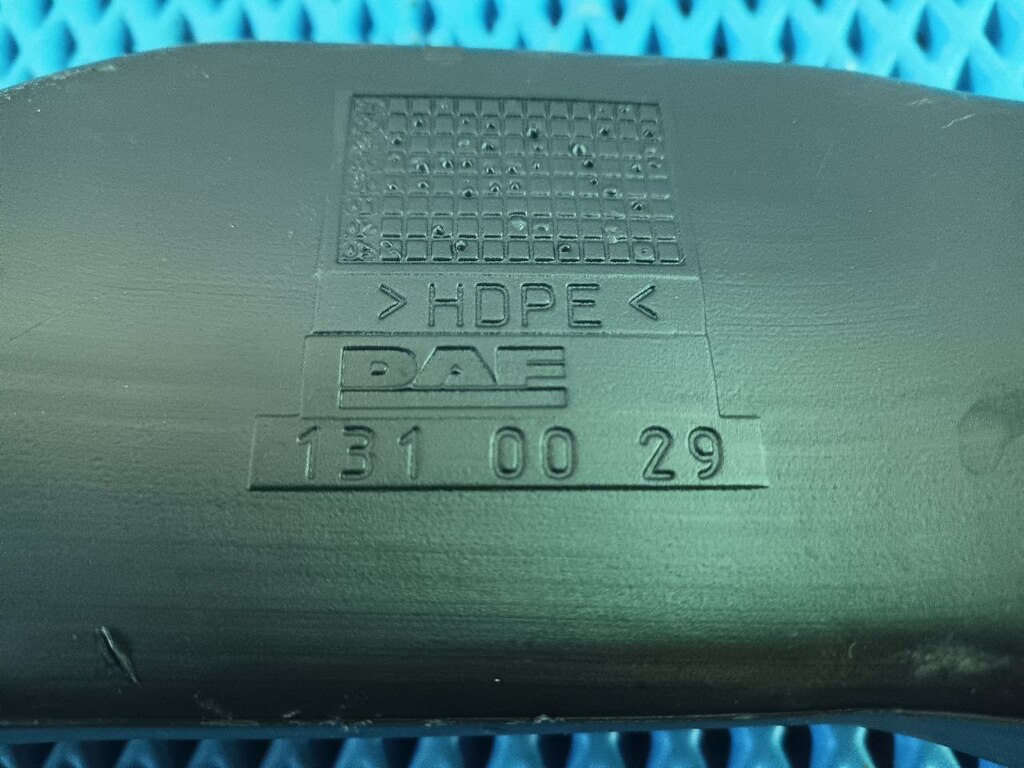 >HDPE<
DAF
131 00 29